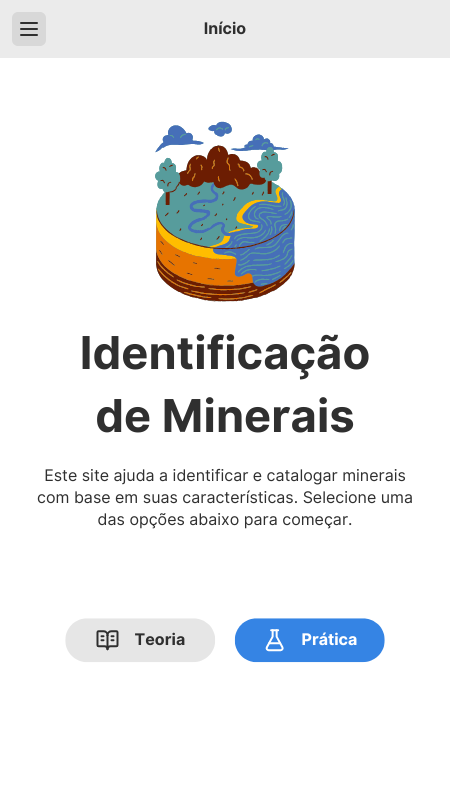 Início
Identificação
de Minerais
Este site ajuda a identificar e catalogar minerais
com base em suas características. Selecione uma
das opções abaixo para começar.
Teoria
Prática